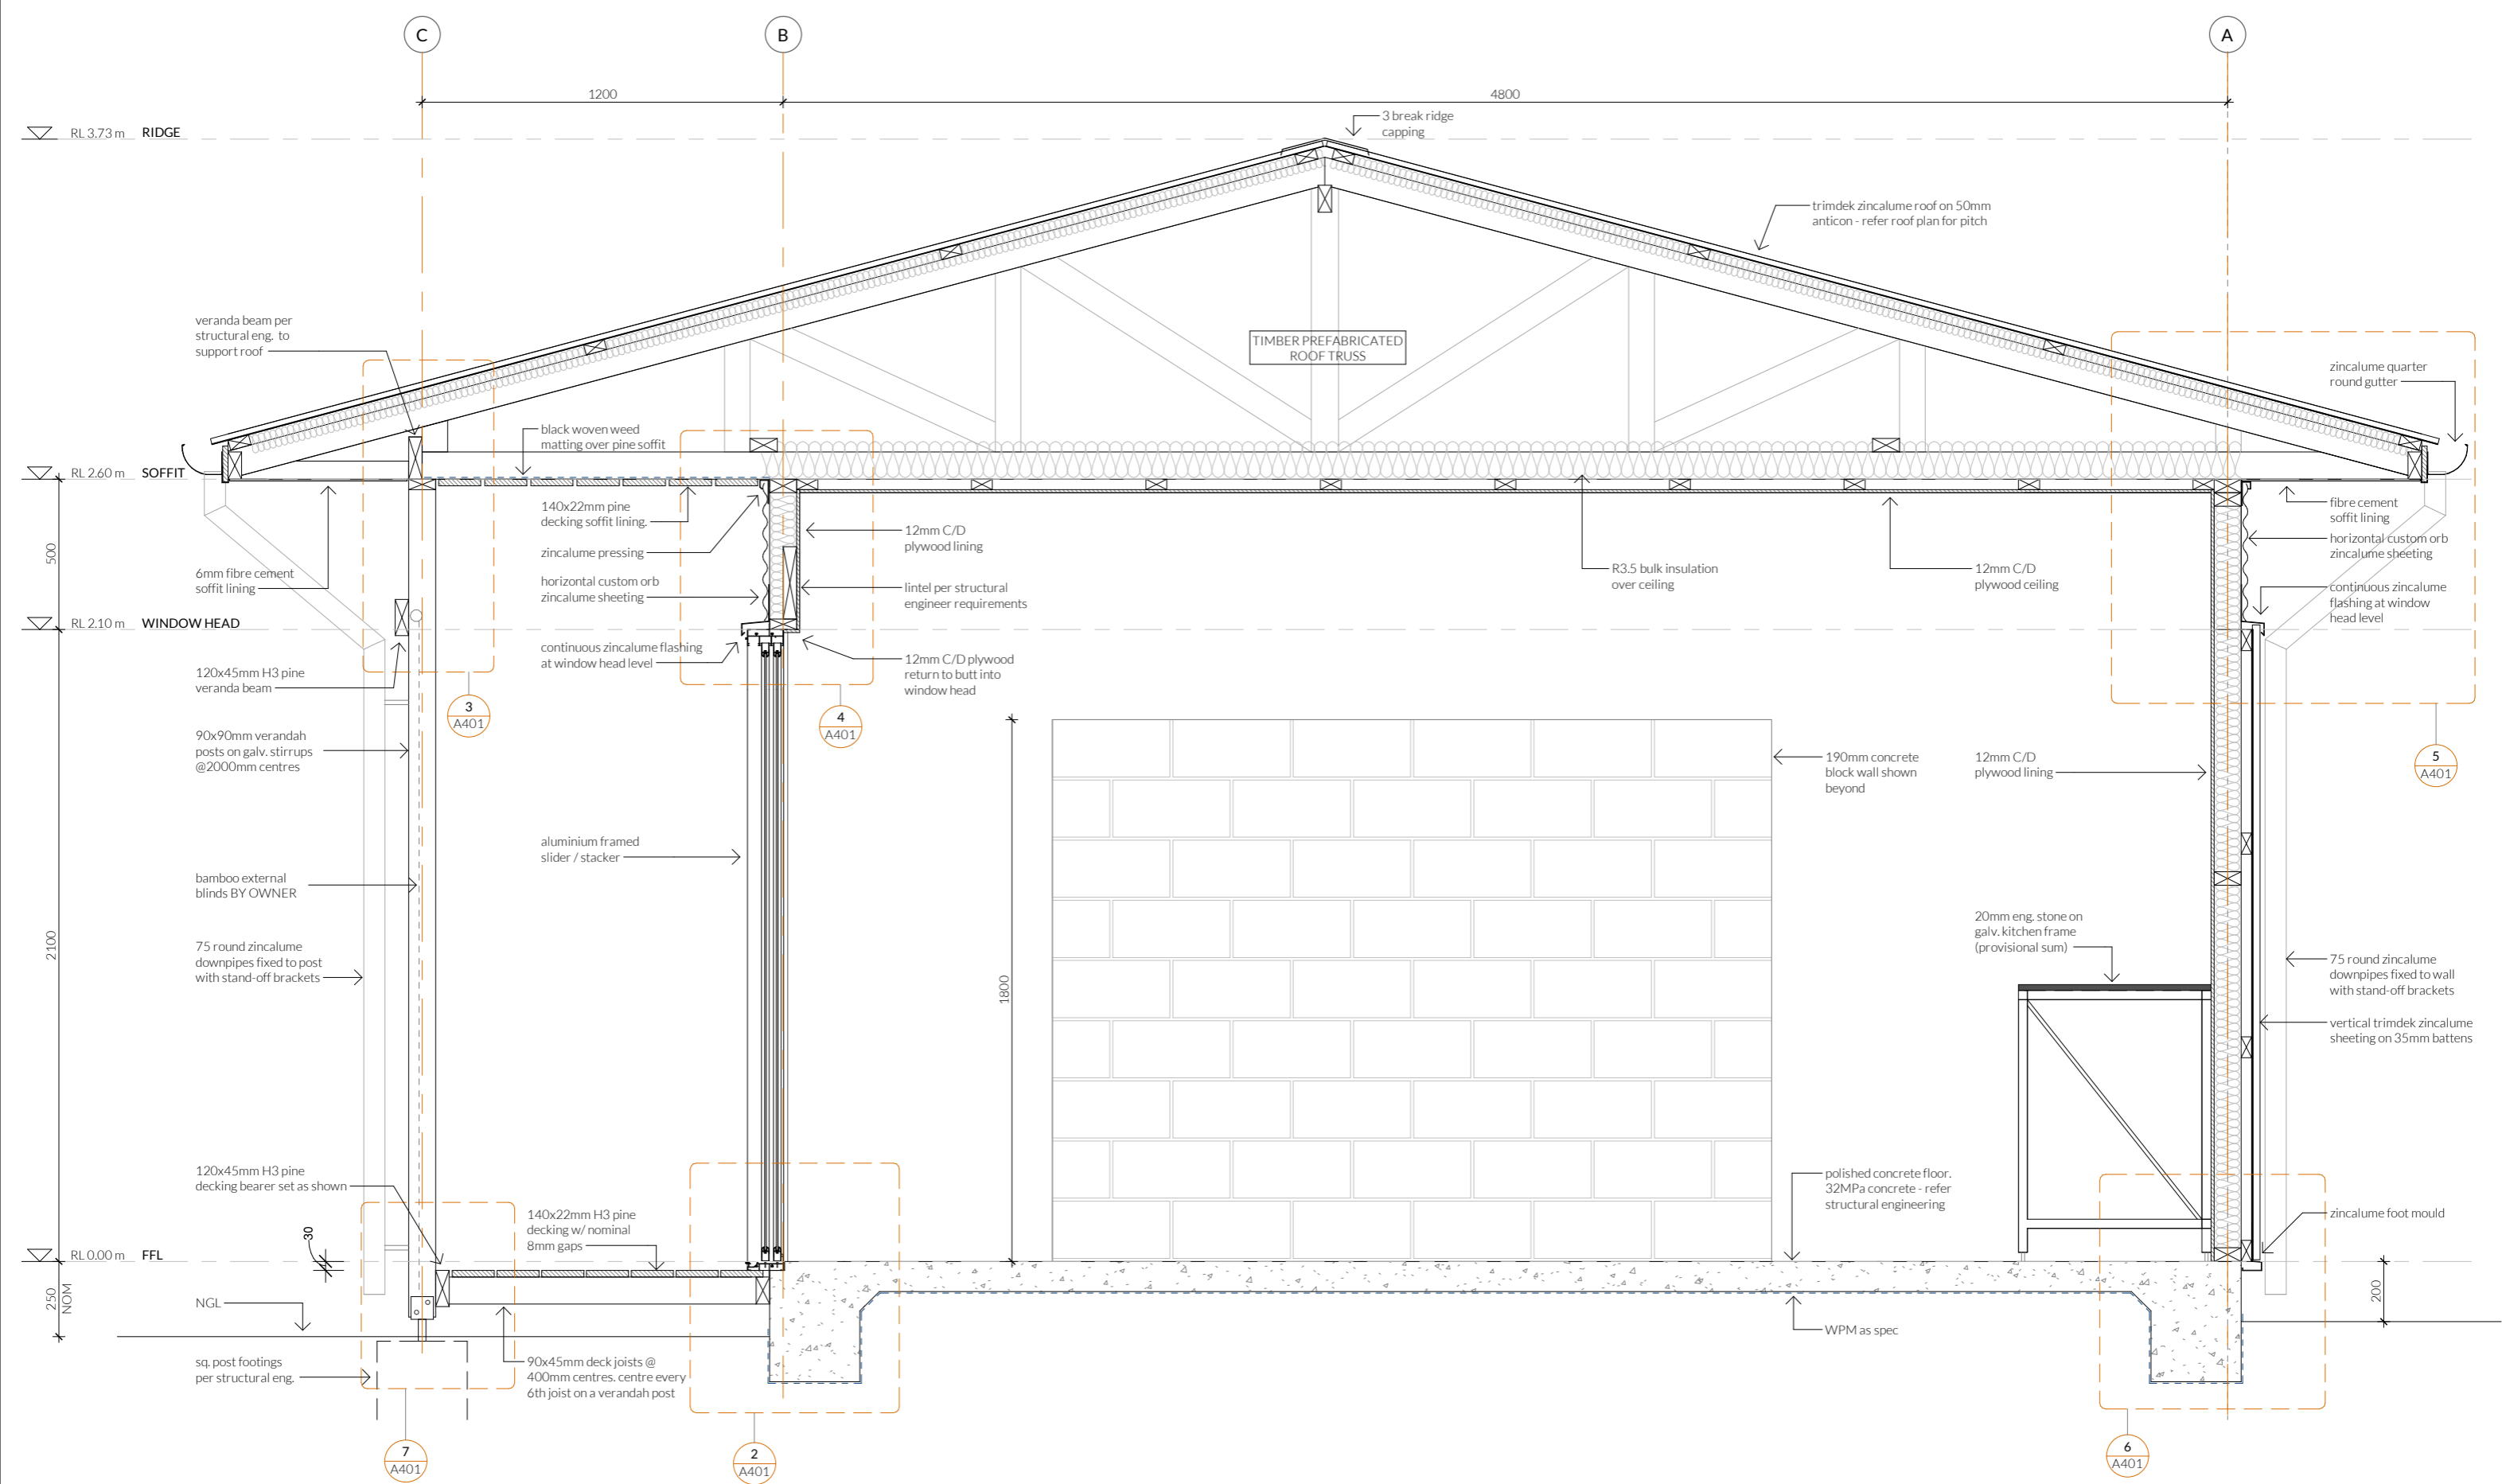 C
B
A
1200
4800
RL 3.73 m RIDGE
3 break ridge
capping
trimdek zincalume roof on 50mm
anticon - refer roof plan for pitch
veranda beam per
structural eng. to
support roof
TIMBER PREFABRICATED
ROOF TRUSS
zincalume quarter
round gutter
black woven weed
matting over pine soffit
RL 2.60 m SOFFIT
140x22mm pine
decking soffit lining.
12mm C/D
plywood lining
zincalume pressing
fibre cement
soffit lining
horizontal custom orb
zincalume sheeting
500
6mm fibre cement
soffit lining
horizontal custom orb
zincalume sheeting
lintel per structural
engineer requirements
R3.5 bulk insulation
over ceiling
12mm C/D
plywood ceiling
continuous zincalume
flashing at window
head level
RL 2.10 m WINDOW HEAD
continuous zincalume flashing
at window head level
12mm C/D plywood
return to butt into
window head
120x45mm H3 pine
veranda beam
3
A401
4
A401
5
A401
90x90mm verandah
posts on galv. stirrups
@2000mm centres
190mm concrete
block wall shown
beyond
12mm C/D
plywood lining
aluminium framed
slider / stacker
bamboo external
blinds BY OWNER
2100
1800
20mm eng. stone on
galv. kitchen frame
(provisional sum)
75 round zincalume
downpipes fixed to post
with stand-off brackets
75 round zincalume
downpipes fixed to wall
with stand-off brackets
vertical trimdek zincalume
sheeting on 35mm battens
120x45mm H3 pine
decking bearer set as shown
140x22mm H3 pine
decking w/ nominal
8mm gaps
polished concrete floor.
32MPa concrete - refer
structural engineering
zincalume foot mould
30
RL 0.00 m FFL
250
NOM
200
NGL
WPM as spec
sq. post footings
per structural eng.
90x45mm deck joists @
400mm centres. centre every
6th joist on a verandah post
7
A401
2
A401
6
A401